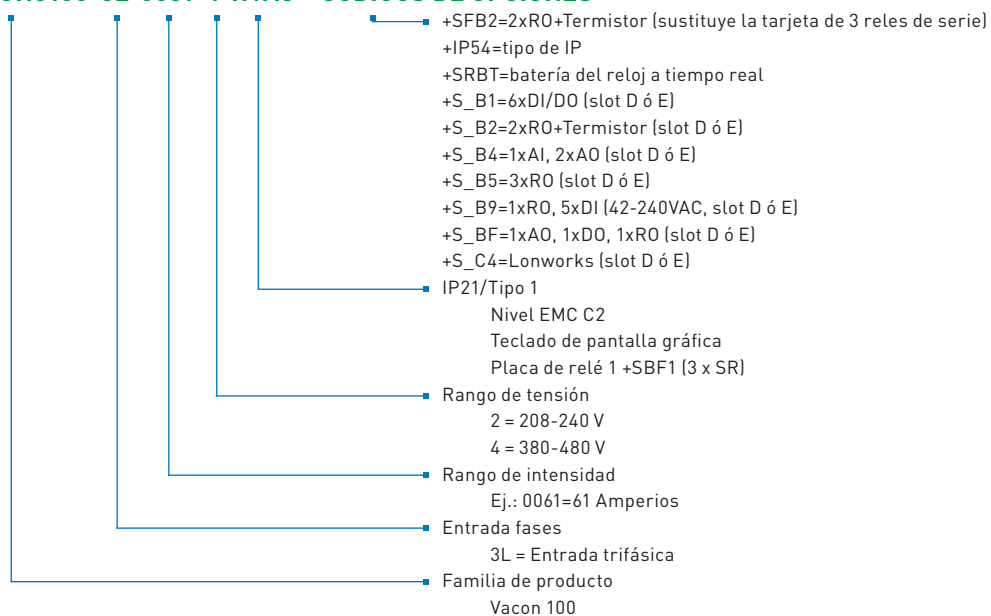 +SFB2=2xRO+Termistor (sustituye la tarjeta de 3 reles de serie)
+IP54=tipo de IP
+SRBT=batería del reloj a tiempo real
+S_B1=6xDI/DO (slot D ó E)
+S_B2=2xRO+Termistor (slot D ó E)
+S_B4=1xAI, 2xAO (slot D ó E)
+S_B5=3xRO (slot D ó E)
+S_B9=1xRO, 5xDI (42-240VAC, slot D ó E)
+S_BF=1xAO, 1xDO, 1xRO (slot D ó E)
+S_C4=Lonworks (slot D ó E)
IP21/Tipo 1
Nivel EMC C2
Teclado de pantalla gráfica
Placa de relé 1 +SBF1 (3 x SR)
Rango de tensión
2 = 208-240 V
4 = 380-480 V
Rango de intensidad
Ej.: 0061=61 Amperios
Entrada fases
3L = Entrada trifásica
Familia de producto
Vacon 100